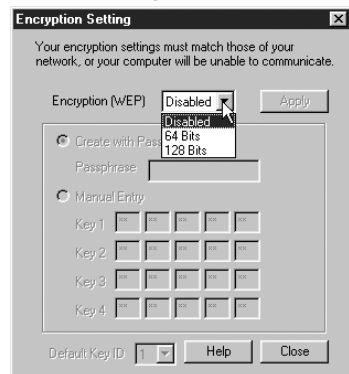 Encryption Setting
Your encryption settings must match those of your
network, or your computer will be unable to communicate.
Encryption (WEP) Disabled Apply
Disabled
64 Bits
128 Bits
Create with Pass
Passphrase
Manual Entry
Key 1 ** ** ** ** **
Key 2 ** ** ** ** **
Key 3 ** ** ** ** **
Key 4 ** ** ** ** **
Default Key ID 1 Help Close